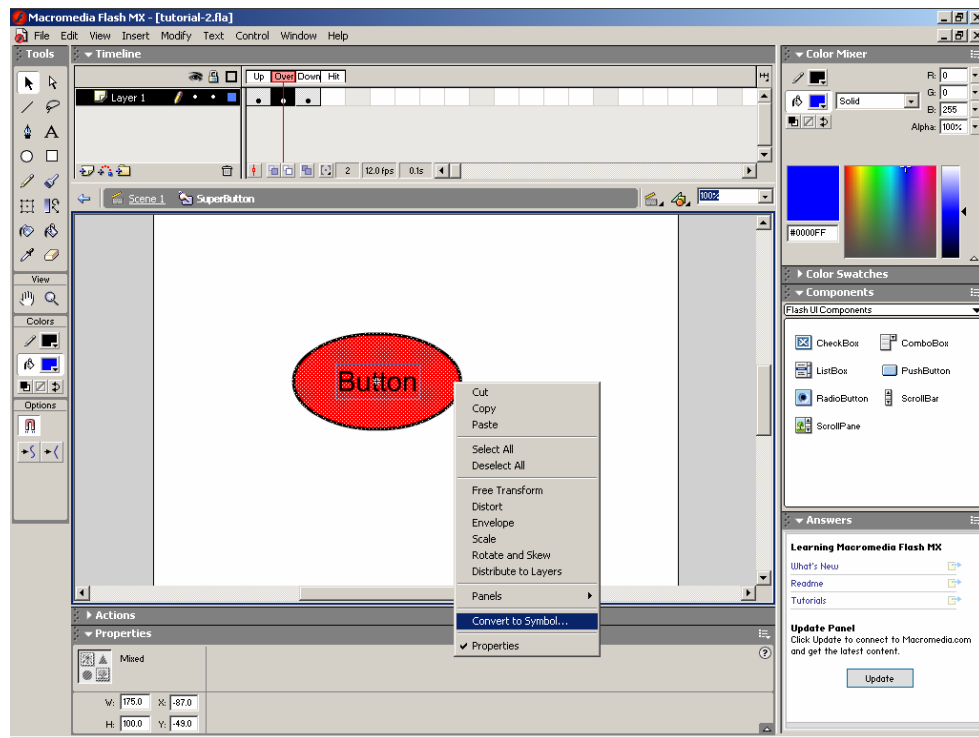 Macromedia Flash MX - [tutorial-2.fla]
File Edit View Insert Modify Text Control Window Help
Tools
Timeline
Up Over Down Hit
Layer 1
2 12.0 fps 0.1s
Scene 1 SuperButton 100%
View
Colors
Options
Button
Cut
Copy
Paste
Select All
Deselect All
Free Transform
Distort
Envelope
Scale
Rotate and Skew
Distribute to Layers
Panels
Convert to Symbol...
Properties
Actions
Properties
Mixed
W: 175.0 X: -87.0
H: 100.0 Y: -49.0
Color Mixer
R: 0
G: 0
Solid
B: 255
Alpha: 100%
#0000FF
Color Swatches
Components
Flash UI Components
CheckBox ComboBox
ListBox PushButton
RadioButton ScrollBar
ScrollPane
Answers
Learning Macromedia Flash MX
What's New
Readme
Tutorials
Update Panel
Click Update to connect to Macromedia.com
and get the latest content.
Update